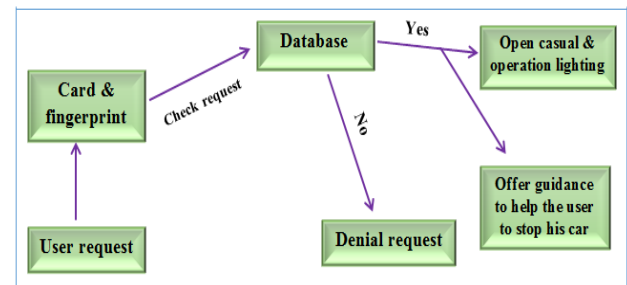 Database
Yes
Open casual &
operation lighting
Card &
fingerprint
Check request
No
Offer guidance
to help the user
to stop his car
User request
Denial request